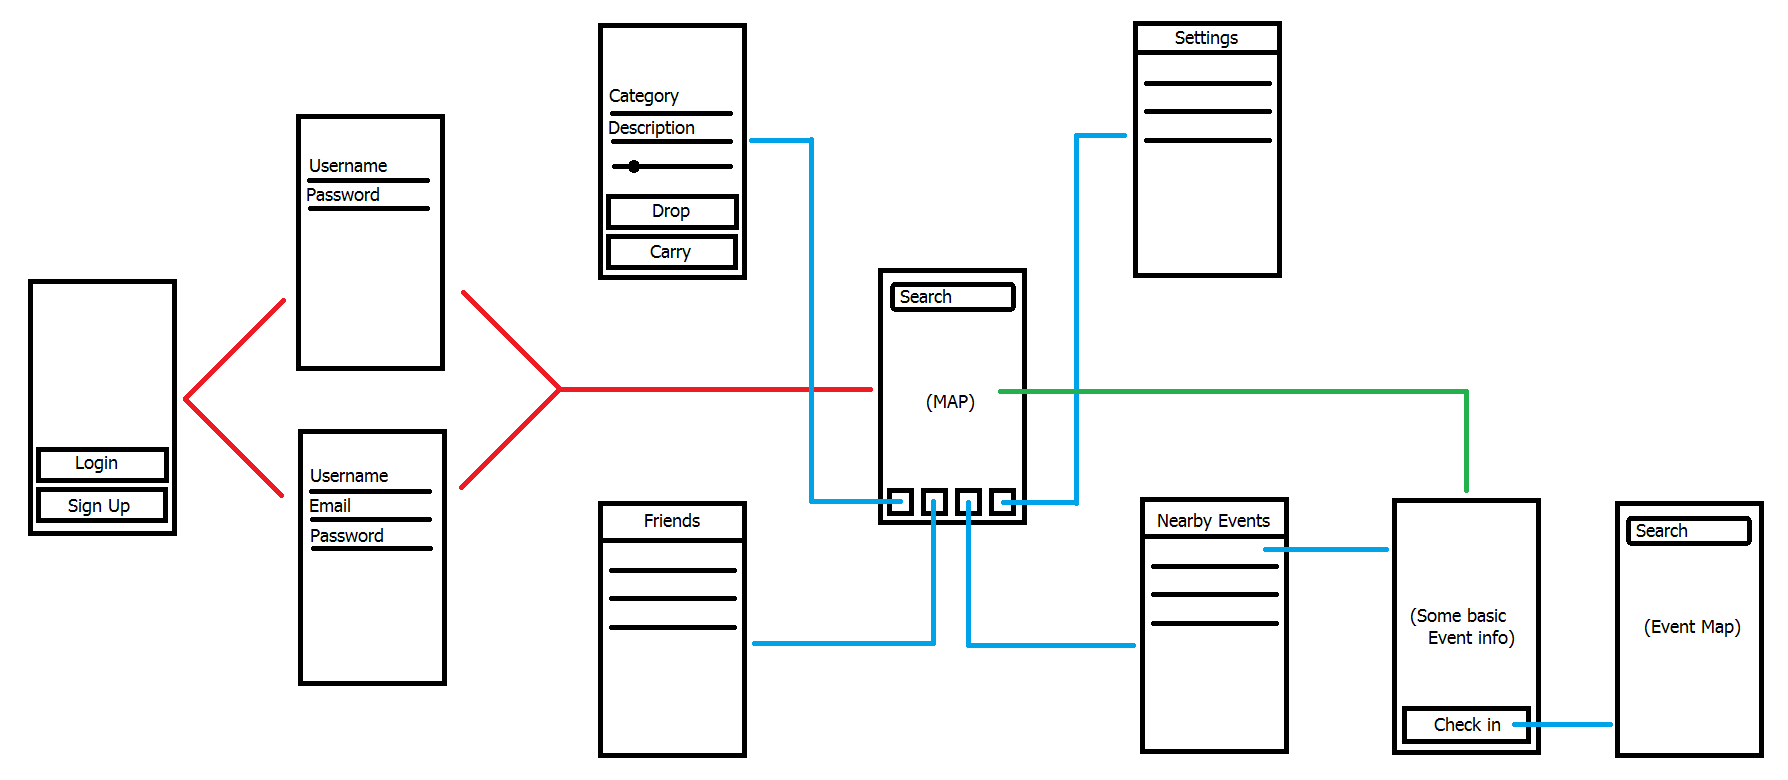 Login
Sign Up
Username
Password
Username
Email
Password
Category
Description
Drop
Carry
Friends
Search
(MAP)
Settings
Nearby Events
(Some basic
Event info)
Check in
Search
(Event Map)